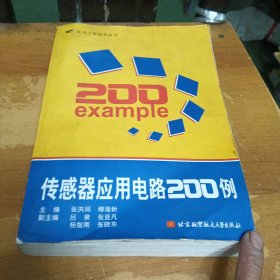 200
example
传感器应用电路200例
主　编　张洪润　傅瑾新
副主编　吕　泉　张亚凡
杨指南　张晓东
北京航空航天大学出版社